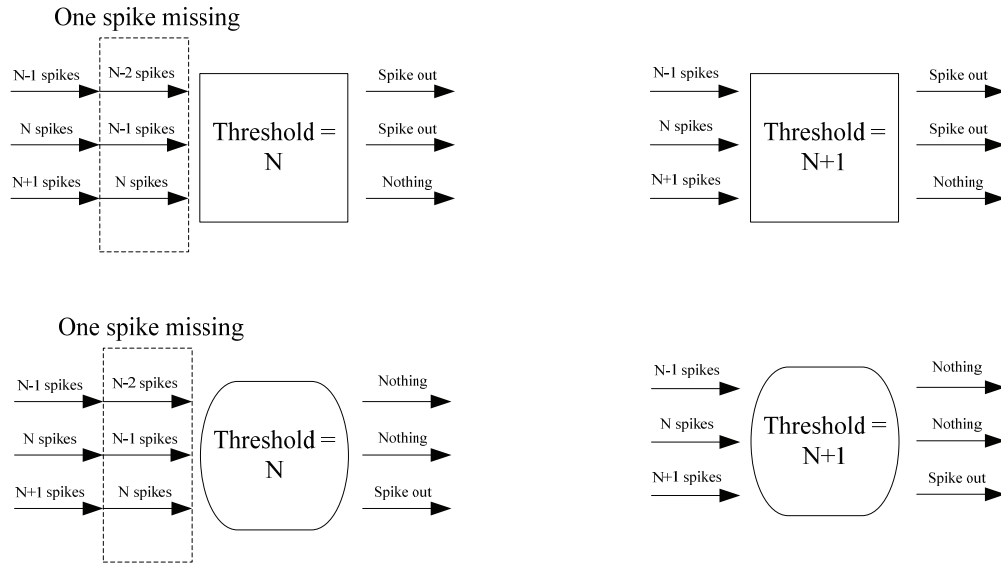 One spike missing
N-1 spikes
N-2 spikes
N spikes
N-1 spikes
N+1 spikes
N spikes
Threshold =
N
Spike out
Spike out
Nothing
N-1 spikes
N spikes
N+1 spikes
Threshold =
N+1
Spike out
Spike out
Nothing
One spike missing
N-1 spikes
N-2 spikes
N spikes
N-1 spikes
N+1 spikes
N spikes
Threshold =
N
Nothing
Nothing
Spike out
N-1 spikes
N spikes
N+1 spikes
Threshold =
N+1
Nothing
Nothing
Spike out